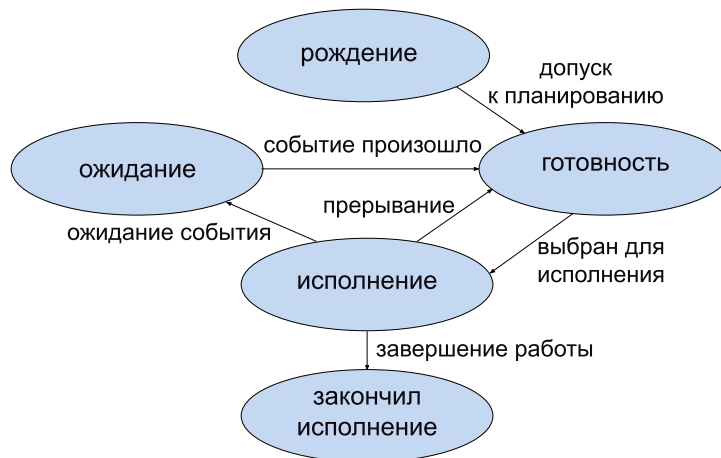 рождение
допуск
к планированию
ожидание
событие произошло
готовность
прерывание
ожидание события
выбран для
исполнения
исполнение
завершение работы
закончил
исполнение